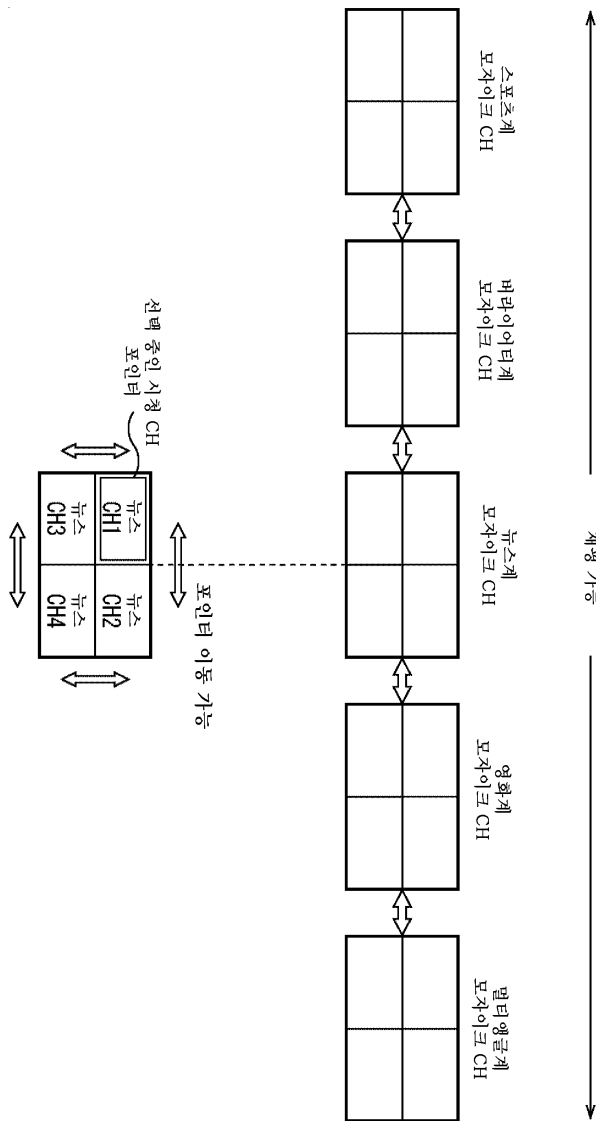 스포츠계
모자이크 CH
버라이어티계
모자이크 CH
뉴스계
모자이크 CH
영화계
모자이크 CH
멀티앵글계
모자이크 CH
선택 중인 시청 CH
포인터
포인터 이동 가능
뉴스
CH1
뉴스
CH2
뉴스
CH3
뉴스
CH4
가능